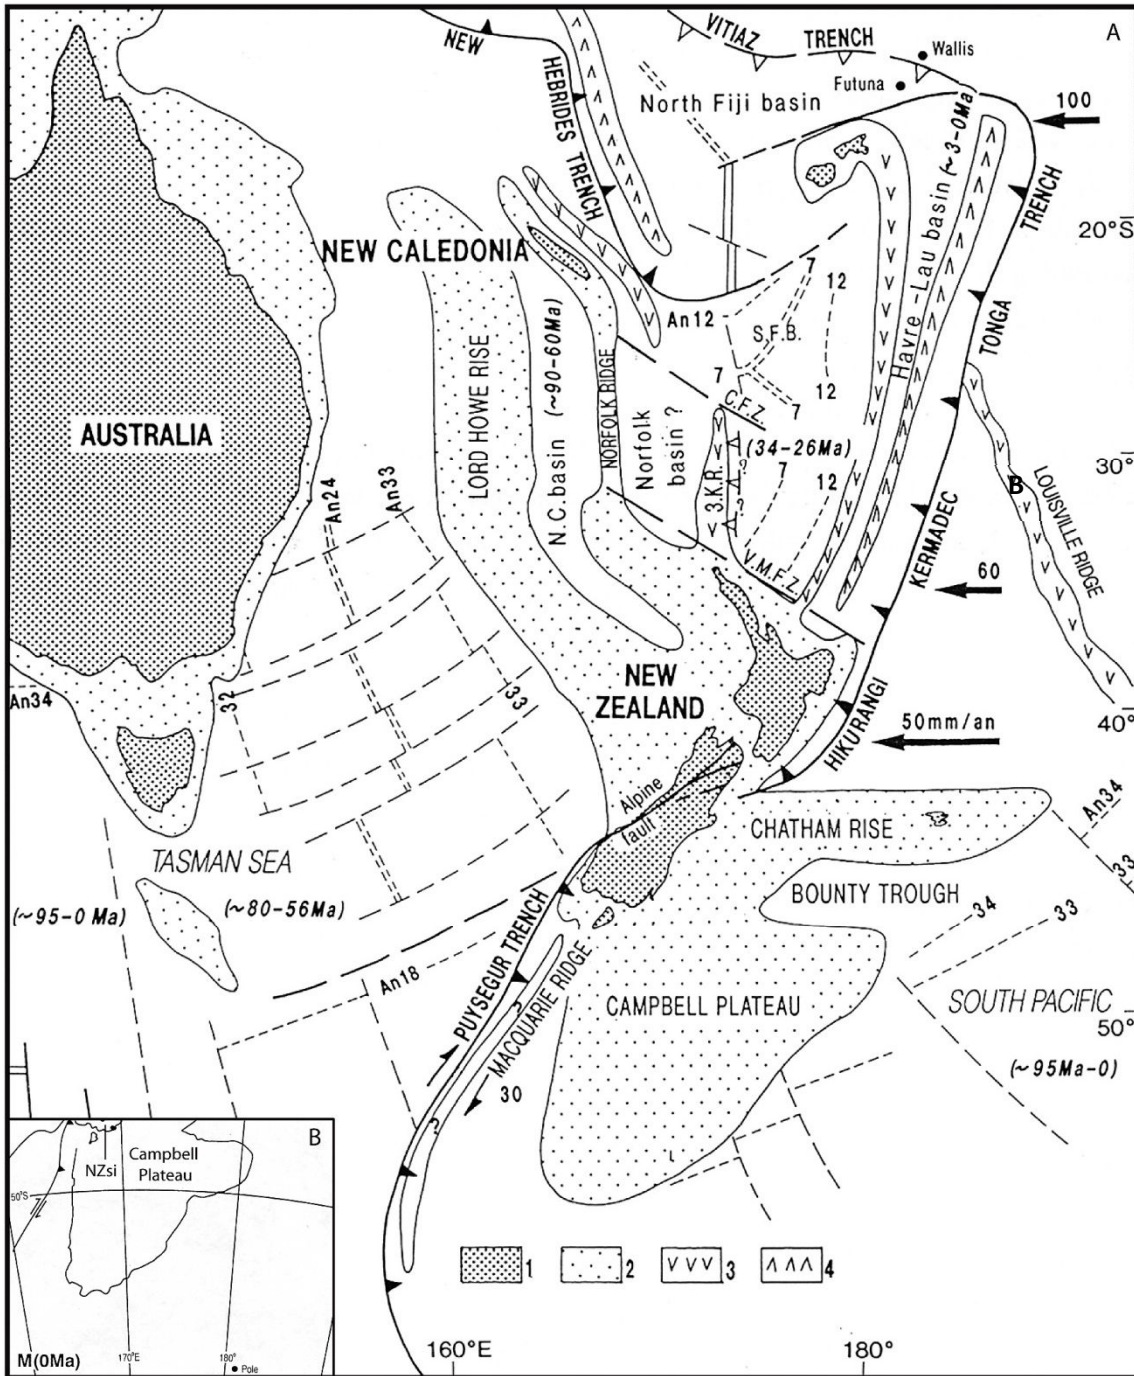 A
NEW
HEBRIDES
TRENCH
VITIAZ
TRENCH
Wallis
Futuna
North Fiji basin
100
TRENCH
20°S
TONGA
Havre-Lau basin (~3-0Ma)
NEW CALEDONIA
An12
7
12
S.F.B.
7
7
12
C.F.Z.
(34-26Ma)
7
12
?
3.K.R.
V.M.F.Z.
AUSTRALIA
LORD HOWE RISE
N.C.basin (~90-60Ma)
NORFOLK RIDGE
Norfolk
basin ?
30°
B
LOUISVILLE RIDGE
KERMADEC
60
An24
An33
An34
32
33
NEW
ZEALAND
HIKURANGI
50mm/an
40°
Alpine
fault
CHATHAM RISE
An34
33
BOUNTY TROUGH
34
33
TASMAN SEA
(~95-0 Ma)
(~80-56Ma)
An18
PUYSEGUR TRENCH
MACQUARIE RIDGE
30
CAMPBELL PLATEAU
SOUTH PACIFIC
50°
(~95Ma-0)
1
2
3
4
160°E
180°
B
NZsi
Campbell
Plateau
50°S
170°E
180°
Pole
M(0Ma)